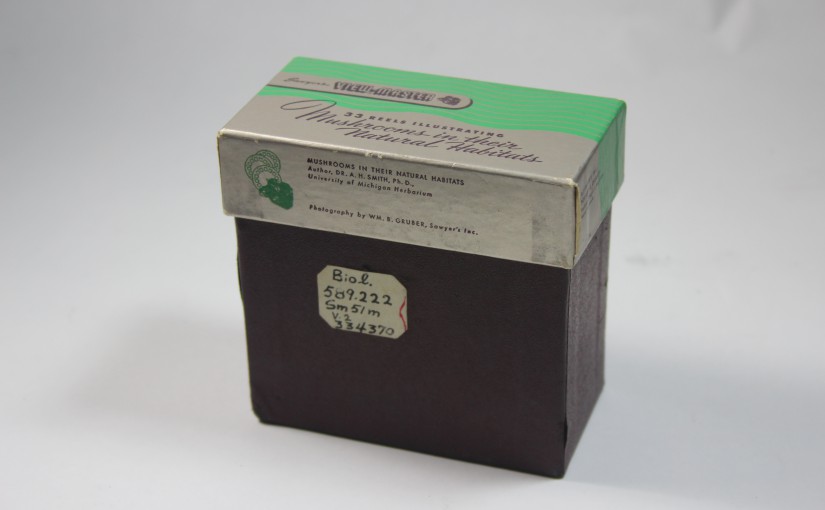 Sawyer's VIEW-MASTER
33 REELS ILLUSTRATING
Mushrooms in their
Natural Habitats
MUSHROOMS IN THEIR NATURAL HABITATS
Author, DR. A. H. SMITH, Ph. D.,
University of Michigan Herbarium
Photography by WM. B. GRUBER, Sawyer's Inc.
Biol.
589.222
Sm51m
V.2
334370